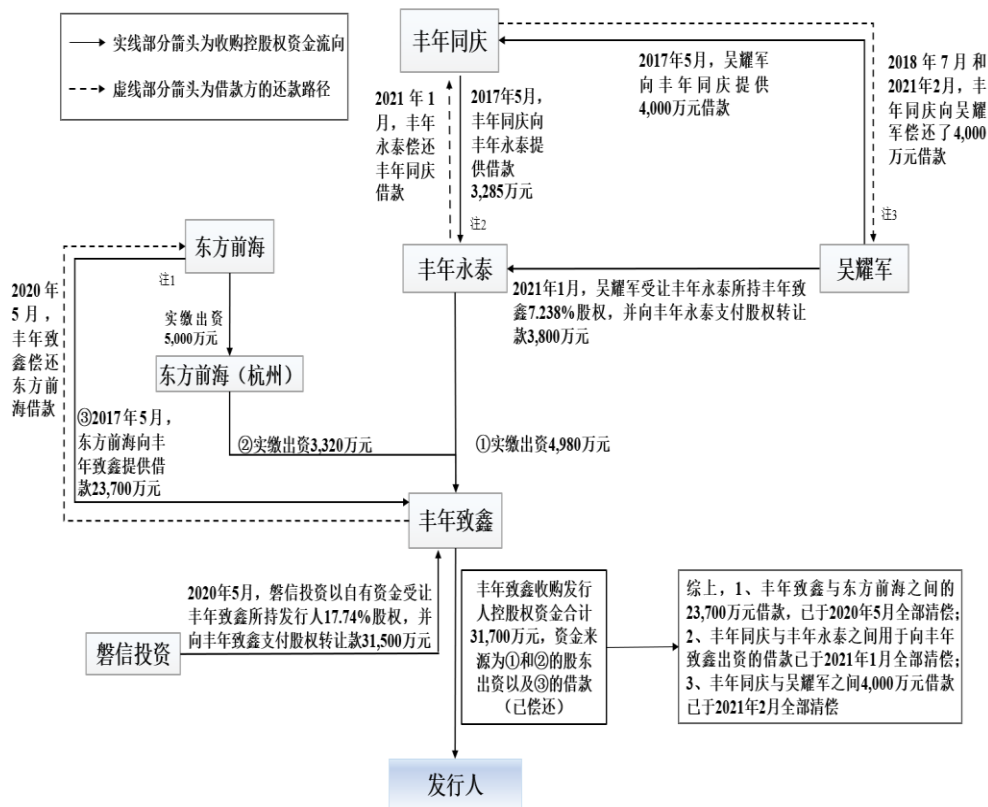 实线部分箭头为收购控股权资金流向
虚线部分箭头为借款方的还款路径
丰年同庆
2017年5月，吴耀军
向丰年同庆提供
4,000万元借款
2018年7月和
2021年2月，丰
年同庆向吴耀
军偿还了4,000
万元借款
2021年1
月，丰年
永泰偿还
丰年同庆
借款
2017年5月，
丰年同庆向
丰年永泰提
供借款
3,285万元
注2
注3
东方前海
注1
丰年永泰
吴耀军
2021年1月，吴耀军受让丰年永泰所持丰年致
鑫7.238%股权，并向丰年永泰支付股权转让
款3,800万元
2020年
5月，
丰年致
鑫偿还
东方前
海借款
实缴出资
5,000万元
东方前海（杭州）
③2017年5月，
东方前海向丰
年致鑫提供借
款23,700万元
②实缴出资3,320万元
①实缴出资4,980万元
丰年致鑫
2020年5月，磐信投资以自有资金受让
丰年致鑫所持发行人17.74%股权，并
向丰年致鑫支付股权转让款31,500万元
磐信投资
丰年致鑫收购发行
人控股权资金合计
31,700万元，资金来
源为①和②的股东
出资以及③的借款
（已偿还）
综上，1、丰年致鑫与东方前海之间的
23,700万元借款，已于2020年5月全部清偿；
2、丰年同庆与丰年永泰之间用于向丰年
致鑫出资的借款已于2021年1月全部清偿；
3、丰年同庆与吴耀军之间4,000万元借款
已于2021年2月全部清偿
发行人